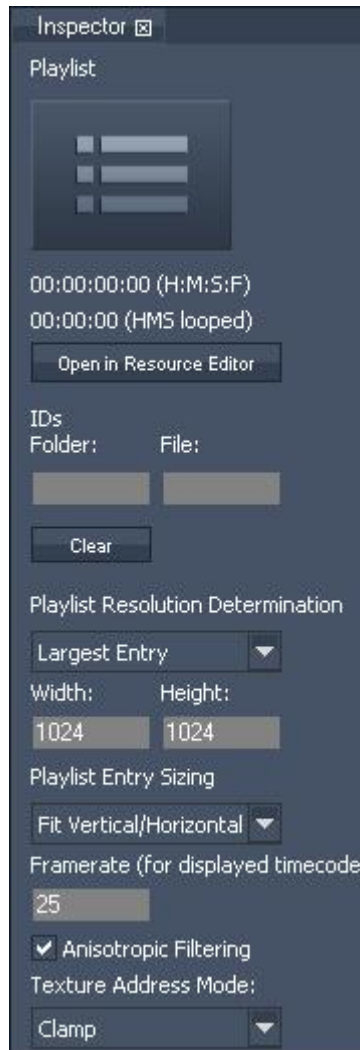 Inspector
Playlist
00:00:00:00 (H:M:S:F)
00:00:00 (HMS looped)
Open in Resource Editor
IDs
Folder: File:
Clear
Playlist Resolution Determination
Largest Entry
Width: Height:
1024 1024
Playlist Entry Sizing
Fit Vertical/Horizontal
Framerate (for displayed timecode
25
Anisotropic Filtering
Texture Address Mode:
Clamp